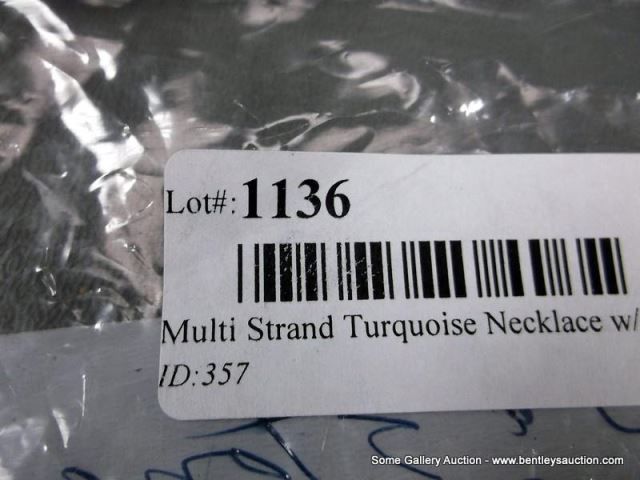 Lot#: 1136
Multi Strand Turquoise Necklace w/
ID:357
Some Gallery Auction - www.bentleysauction.com